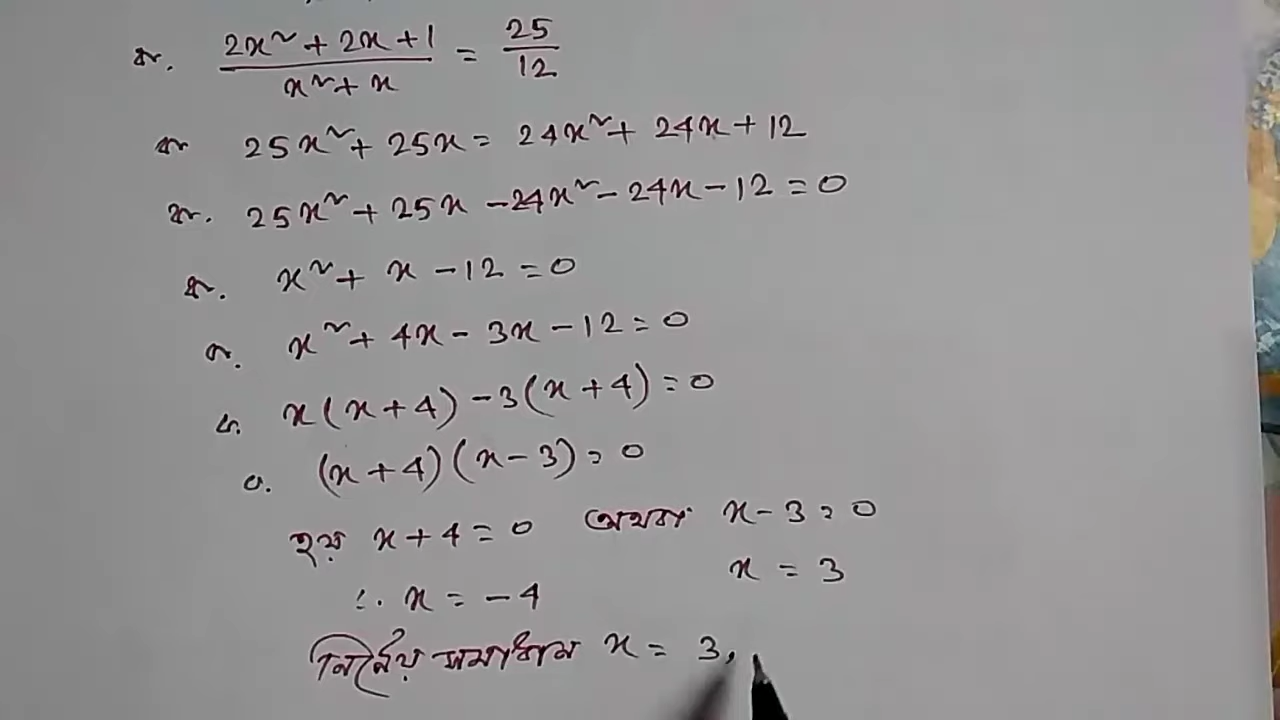 বা, (2x² + 2x + 1)/(x² + x) = 25/12
বা 25x² + 25x = 24x² + 24x + 12
বা, 25x² + 25x - 24x² - 24x - 12 = 0
বা, x² + x - 12 = 0
বা, x² + 4x - 3x - 12 = 0
বা, x(x + 4) - 3(x + 4) = 0
বা, (x + 4)(x - 3) = 0
হয় x + 4 = 0 অথবা x - 3 = 0
∴ x = -4 x = 3
নির্নেয় সমাধান x = 3,